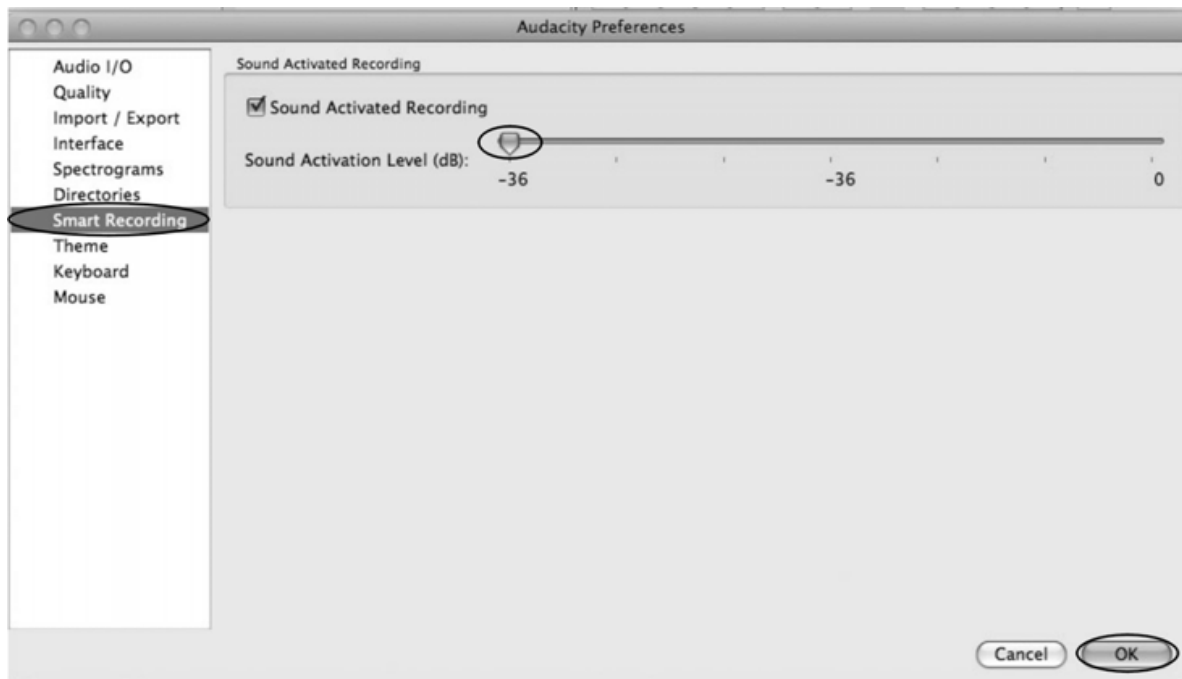 Audacity Preferences
Audio I/O
Quality
Import / Export
Interface
Spectrograms
Directories
Smart Recording
Theme
Keyboard
Mouse
Sound Activated Recording
Sound Activated Recording
Sound Activation Level (dB):
-36 -36 0
Cancel OK